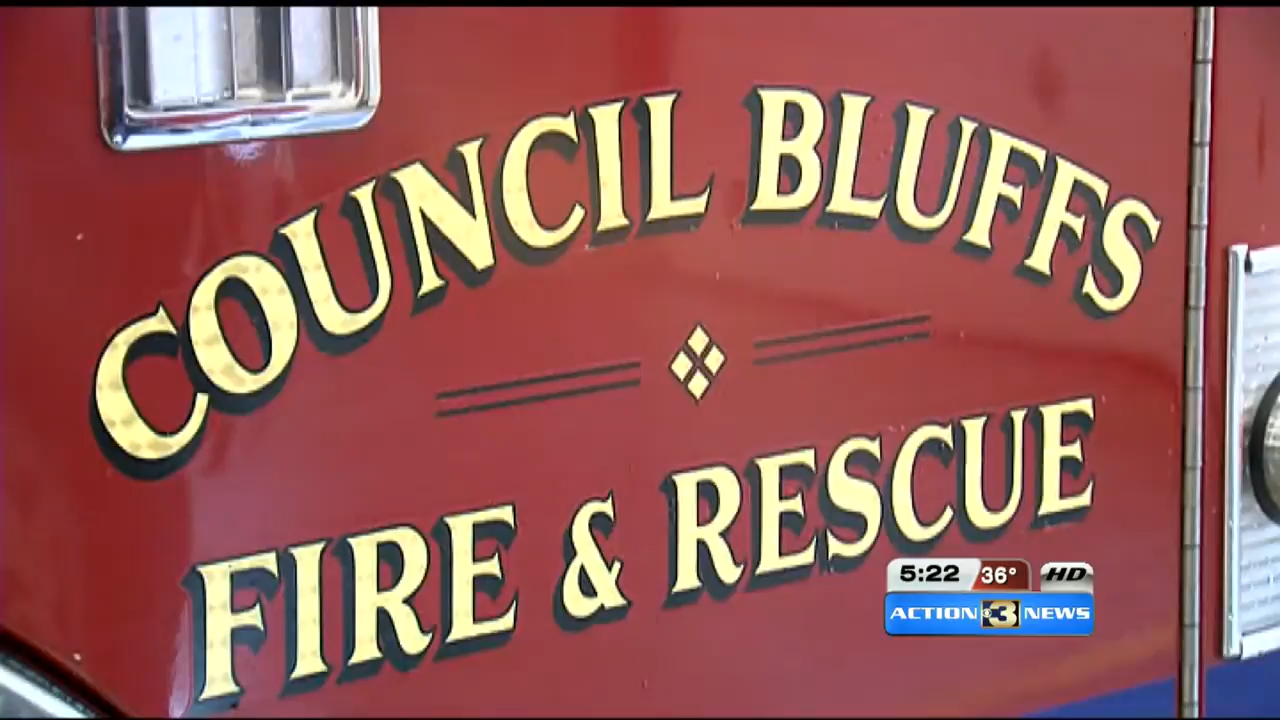 COUNCIL BLUFFS
FIRE & RESCUE
5:22 36° HD
ACTION 3 NEWS